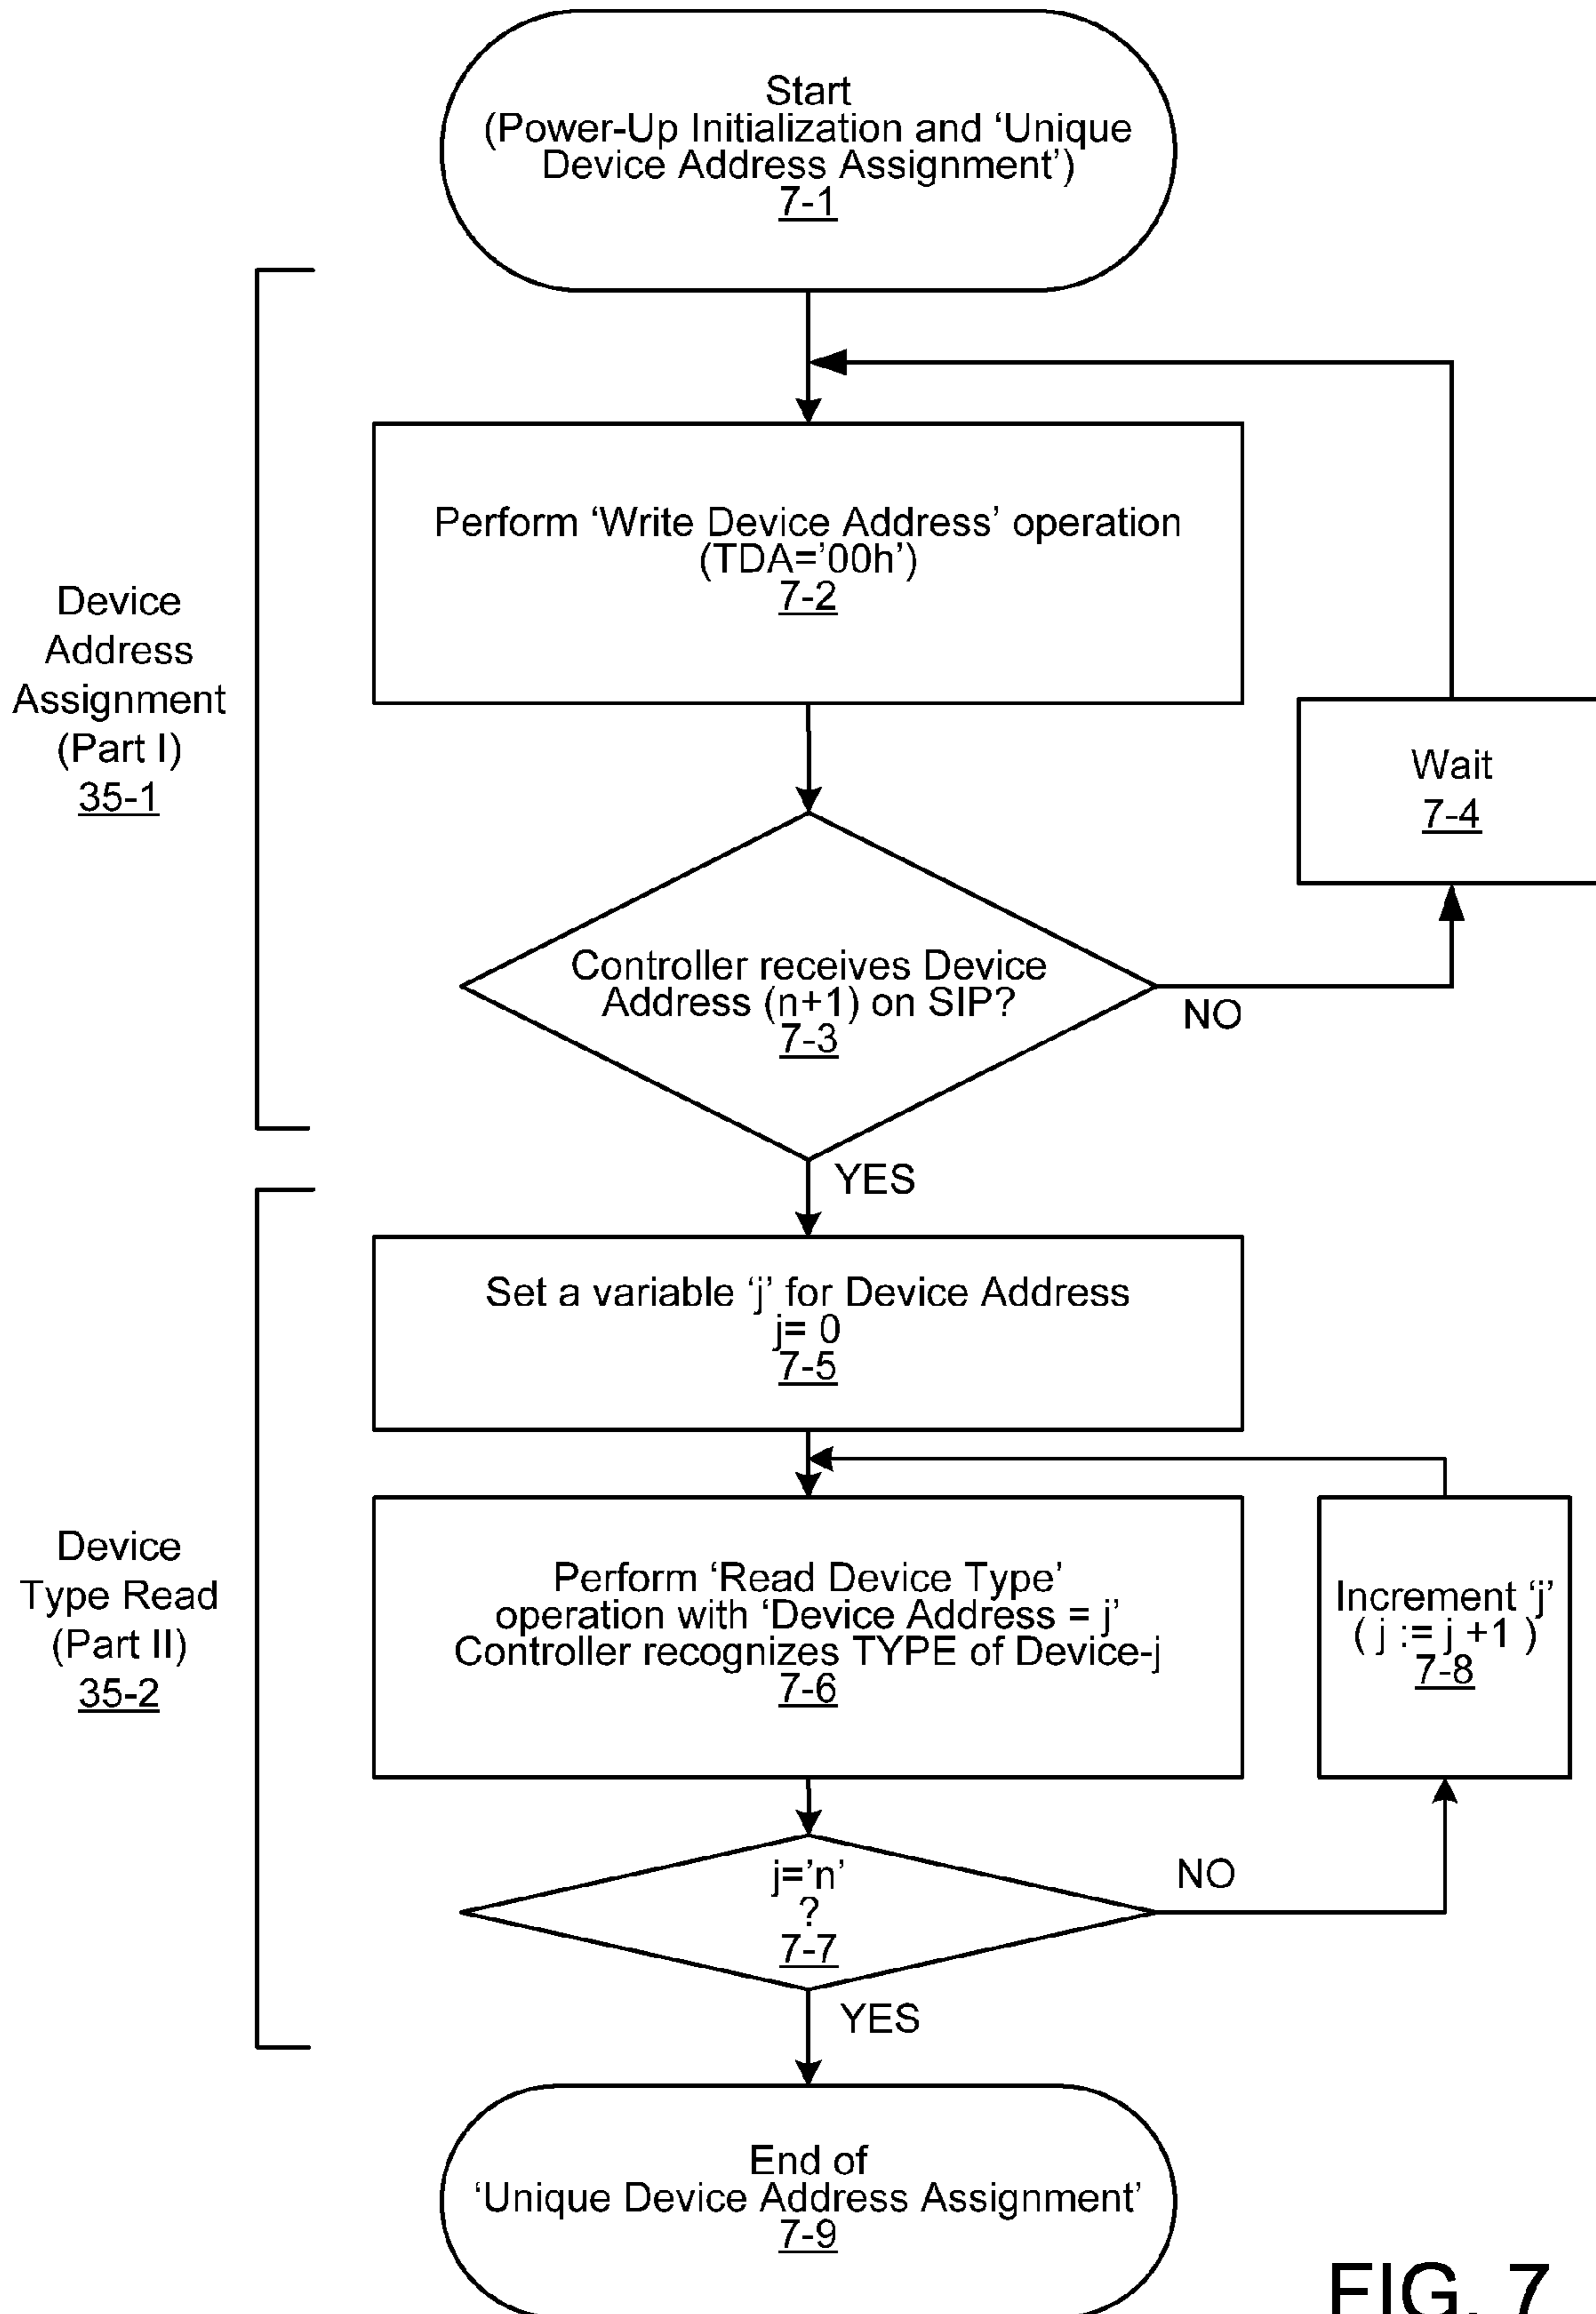 Start
(Power-Up Initialization and ‘Unique
Device Address Assignment’)
7-1
Perform ‘Write Device Address’ operation
(TDA=’00h’)
7-2
Device
Address
Assignment
(Part I)
35-1
Wait
7-4
Controller receives Device
Address (n+1) on SIP?
7-3
NO
YES
Set a variable ‘j’ for Device Address
j= 0
7-5
Perform ‘Read Device Type’
operation with ‘Device Address = j’
Controller recognizes TYPE of Device-j
7-6
Device
Type Read
(Part II)
35-2
Increment ‘j’
( j := j +1 )
7-8
j=’n’
?
7-7
NO
YES
End of
‘Unique Device Address Assignment’
7-9
FIG. 7